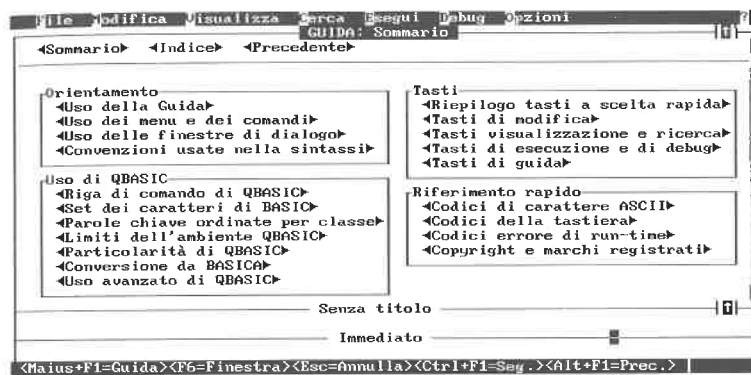 File Modifica Visualizza Cerca Esegui Debug Opzioni ?
GUIDA: Sommario
◄Sommario► ◄Indice► ◄Precedente►
Orientamento
◄Uso della Guida►
◄Uso dei menu e dei comandi►
◄Uso delle finestre di dialogo►
◄Convenzioni usate nella sintassi►
Uso di QBASIC
◄Riga di comando di QBASIC►
◄Set dei caratteri di BASIC►
◄Parole chiave ordinate per classe►
◄Limiti dell'ambiente QBASIC►
◄Particolarità di QBASIC►
◄Conversione da BASICA►
◄Uso avanzato di QBASIC►
Tasti
◄Riepilogo tasti a scelta rapida►
◄Tasti di modifica►
◄Tasti visualizzazione e ricerca►
◄Tasti di esecuzione e di debug►
◄Tasti di guida►
Riferimento rapido
◄Codici di carattere ASCII►
◄Codici della tastiera►
◄Codici errore di run-time►
◄Copyright e marchi registrati►
Senza titolo
Immediato
<Maius+F1=Guida><F6=Finestra><Esc=Annulla><Ctrl+F1=Seg.><Alt+F1=Prec.>